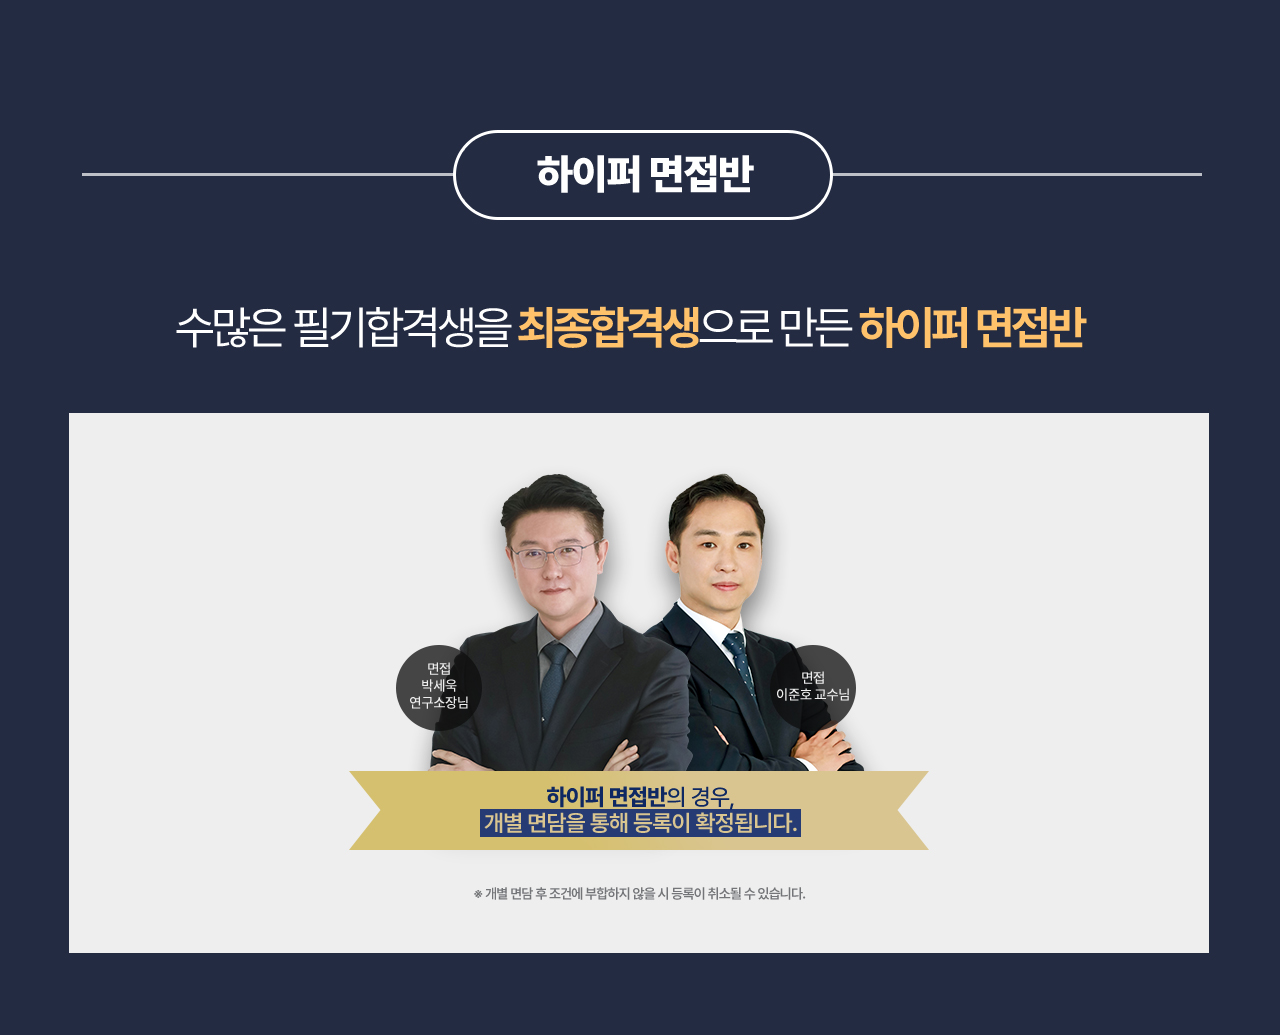 하이퍼 면접반
수많은 필기합격생을 최종합격생으로 만든 하이퍼 면접반
면접
박세욱
연구소장님
면접
이준호 교수님
하이퍼 면접반의 경우,
개별 면담을 통해 등록이 확정됩니다.
※ 개별 면담 후 조건에 부합하지 않을 시 등록이 취소될 수 있습니다.